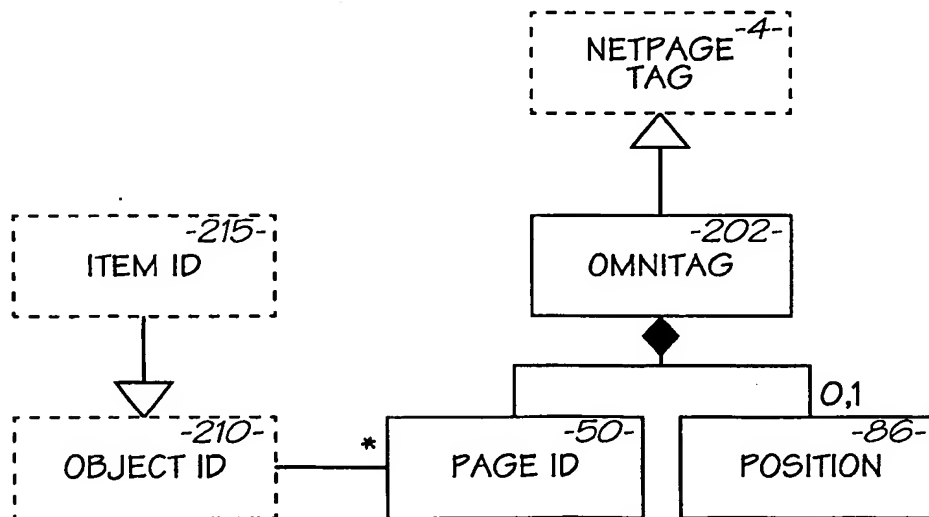 -4-
NETPAGE
TAG
-215-
ITEM ID
-202-
OMNITAG
0,1
-210-
OBJECT ID
*
-50-
PAGE ID
-86-
POSITION